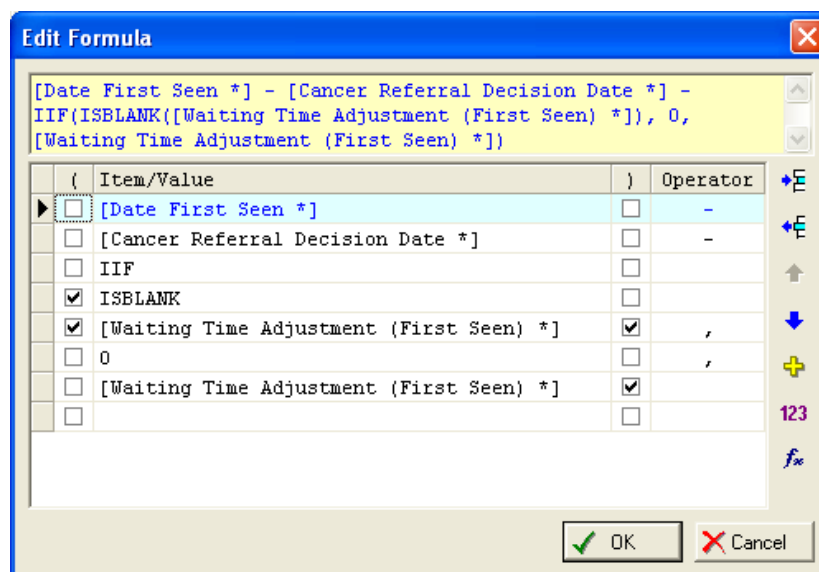 Edit Formula
[Date First Seen *] - [Cancer Referral Decision Date *] -
IIF(ISBLANK([Waiting Time Adjustment (First Seen) *]), 0,
[Waiting Time Adjustment (First Seen) *])
( Item/Value ) Operator
[Date First Seen *] -
[Cancer Referral Decision Date *] -
IIF
ISBLANK
[Waiting Time Adjustment (First Seen) *] ,
0 ,
[Waiting Time Adjustment (First Seen) *]
123
fx
OK Cancel